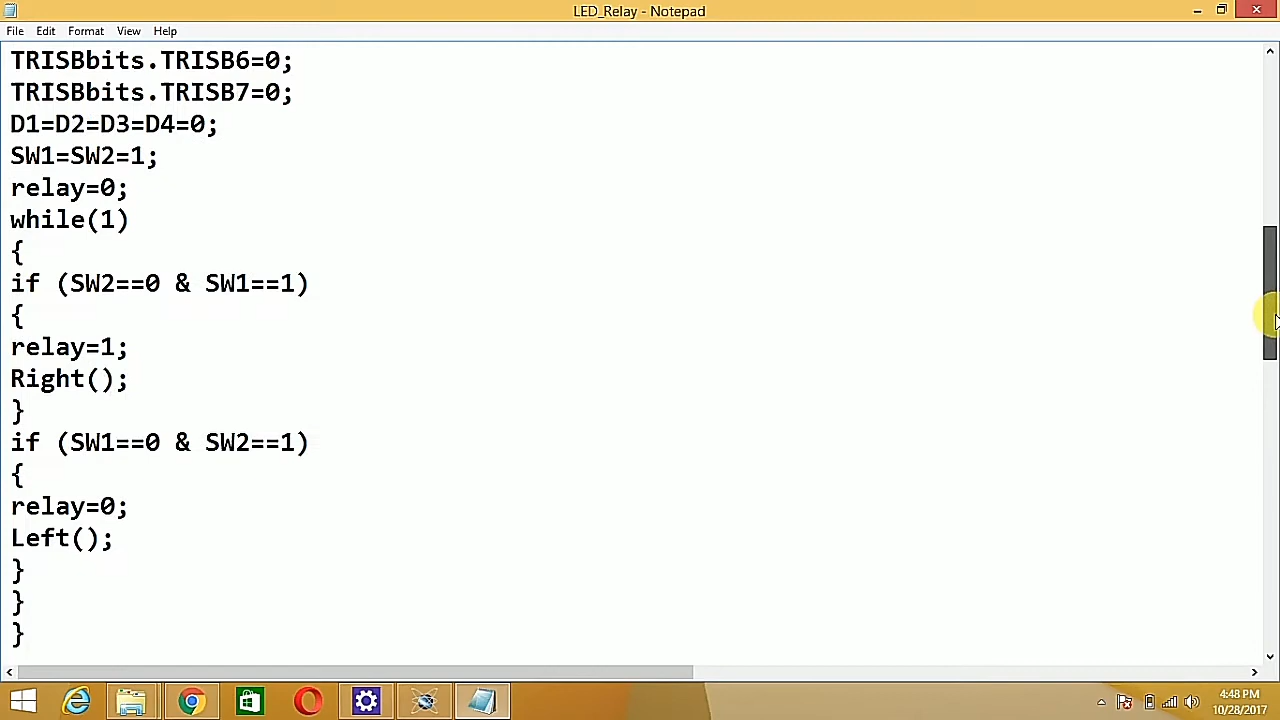 LED_Relay - Notepad
File Edit Format View Help
TRISBbits.TRISB6=0;
TRISBbits.TRISB7=0;
D1=D2=D3=D4=0;
SW1=SW2=1;
relay=0;
while(1)
{
if (SW2==0 & SW1==1)
{
relay=1;
Right();
}
if (SW1==0 & SW2==1)
{
relay=0;
Left();
}
}
}
4:48 PM
10/28/2017